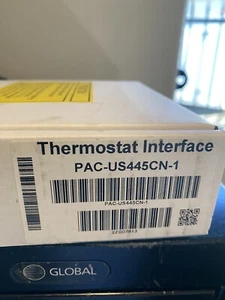 Thermostat Interface
PAC-US445CN-1
PAC-US445CN-1
GLOBAL